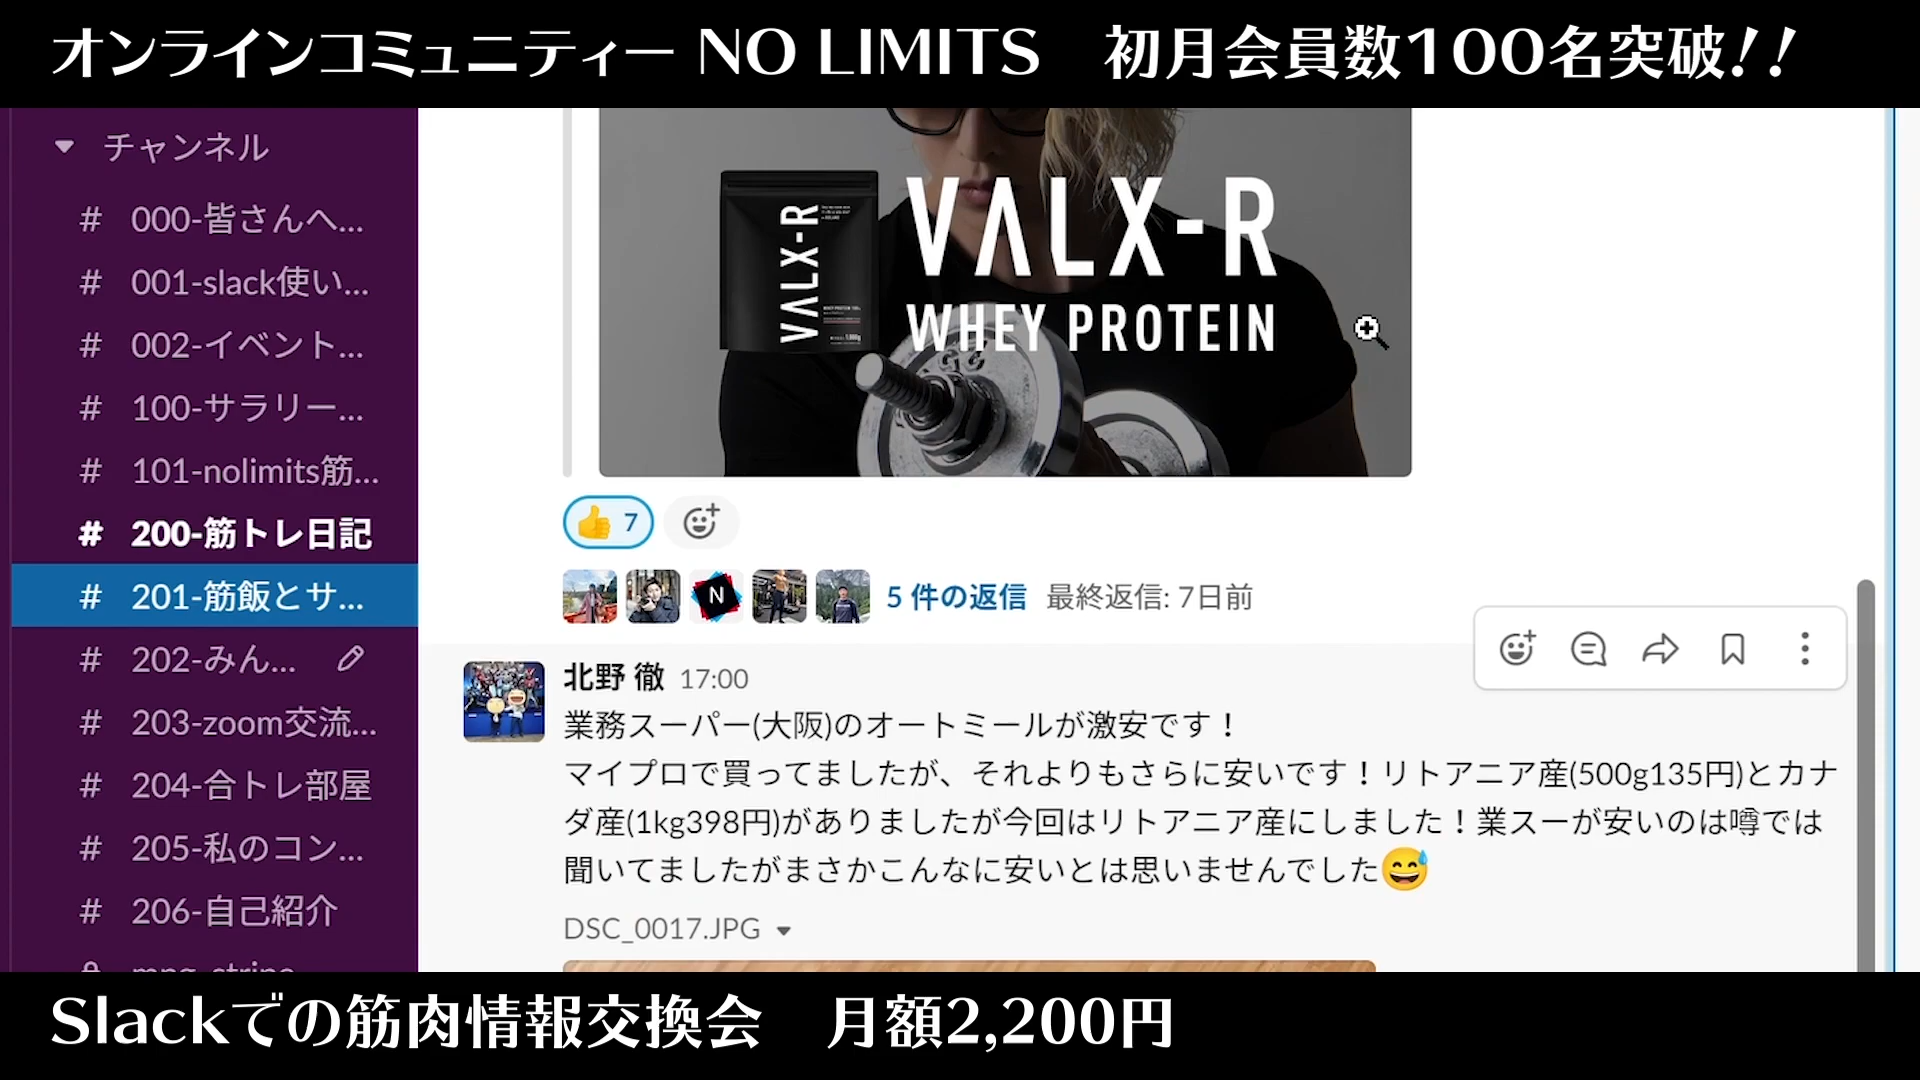 オンラインコミュニティー NO LIMITS　初月会員数100名突破!!
チャンネル
# 000-皆さんへ...
# 001-slack使い...
# 002-イベント...
# 100-サラリー...
# 101-nolimits筋...
# 200-筋トレ日記
# 201-筋飯とサ...
# 202-みん...
# 203-zoom交流...
# 204-合トレ部屋
# 205-私のコン...
# 206-自己紹介
VALX-R
VALX-R
WHEY PROTEIN
👍 7
N
5 件の返信 最終返信: 7日前
北野 徹 17:00
業務スーパー(大阪)のオートミールが激安です！
マイプロで買ってましたが、それよりもさらに安いです！リトアニア産(500g135円)とカナ
ダ産(1kg398円)がありましたが今回はリトアニア産にしました！業スーが安いのは噂では
聞いてましたがまさかこんなに安いとは思いませんでした😅
DSC_0017.JPG
Slackでの筋肉情報交換会　月額2,200円